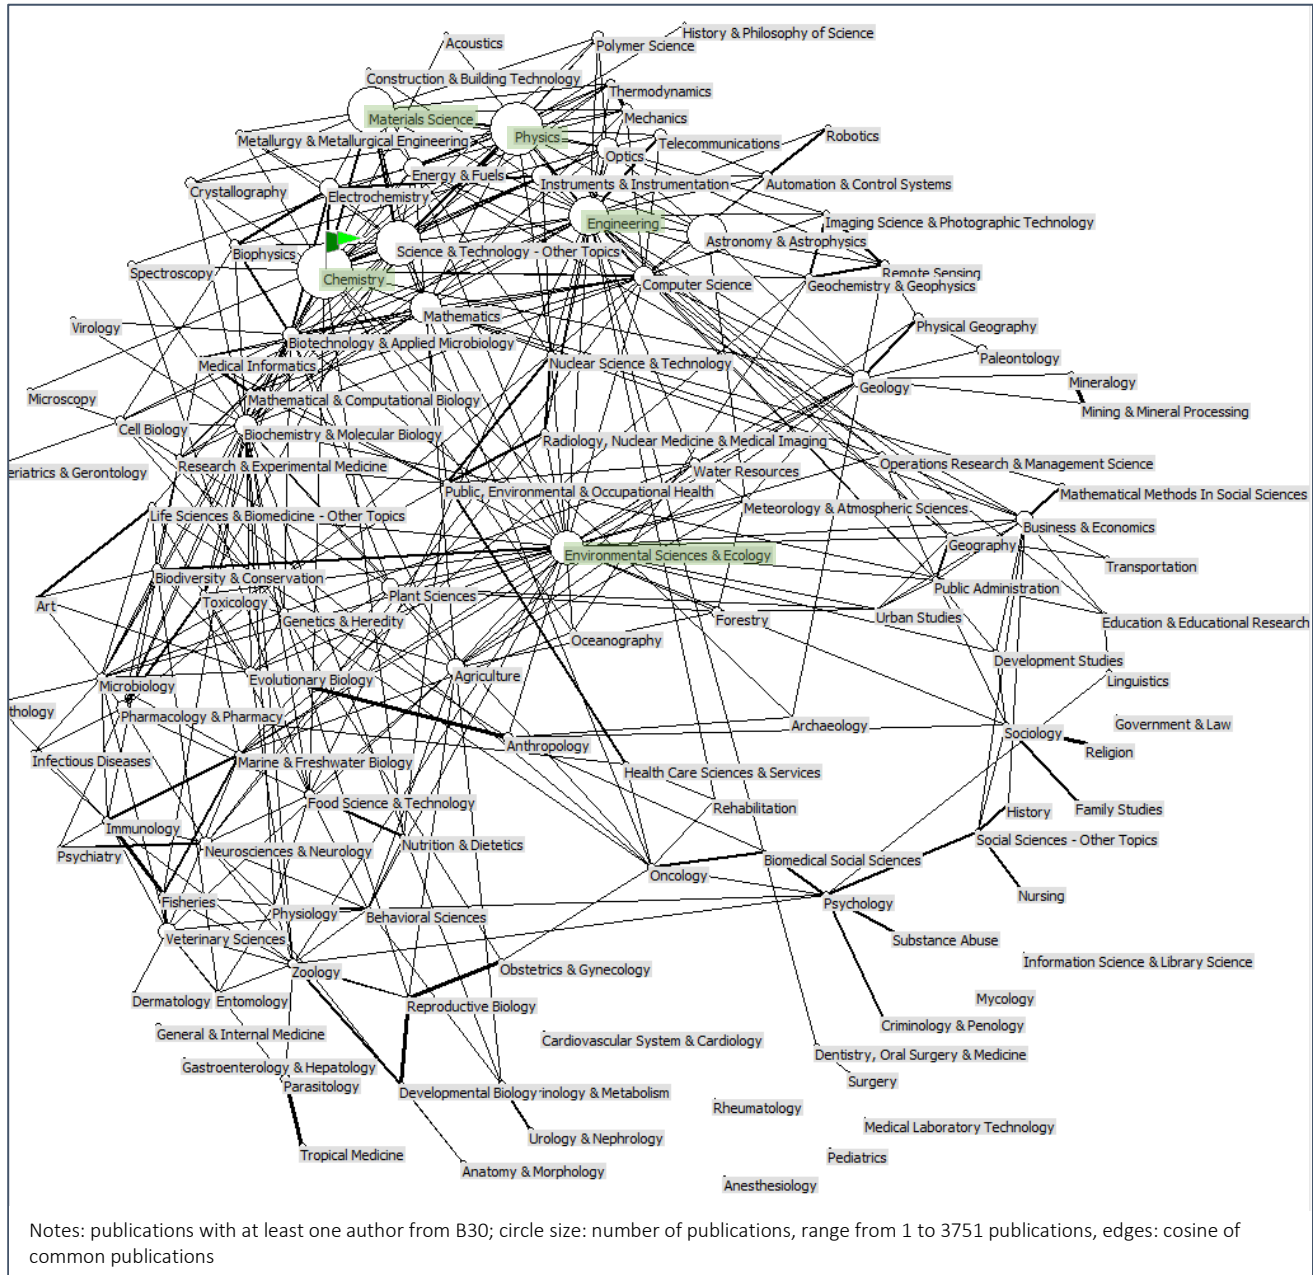 History & Philosophy of Science
Acoustics
Polymer Science
Construction & Building Technology
Thermodynamics
Materials Science
Mechanics
Physics
Metallurgy & Metallurgical Engineering
Telecommunications
Robotics
Optics
Energy & Fuels
Instruments & Instrumentation
Automation & Control Systems
Crystallography
Electrochemistry
Engineering
Imaging Science & Photographic Technology
Astronomy & Astrophysics
Biophysics
Science & Technology - Other Topics
Spectroscopy
Chemistry
Remote Sensing
Computer Science
Geochemistry & Geophysics
Mathematics
Virology
Physical Geography
Biotechnology & Applied Microbiology
Paleontology
Medical Informatics
Nuclear Science & Technology
Geology
Mineralogy
Microscopy
Mathematical & Computational Biology
Mining & Mineral Processing
Cell Biology
Biochemistry & Molecular Biology
Radiology, Nuclear Medicine & Medical Imaging
eriatrics & Gerontology
Research & Experimental Medicine
Water Resources
Operations Research & Management Science
Public, Environmental & Occupational Health
Mathematical Methods In Social Sciences
Life Sciences & Biomedicine - Other Topics
Meteorology & Atmospheric Sciences
Business & Economics
Geography
Environmental Sciences & Ecology
Transportation
Biodiversity & Conservation
Public Administration
Art
Toxicology
Plant Sciences
Genetics & Heredity
Forestry
Urban Studies
Education & Educational Research
Oceanography
Development Studies
Microbiology
Evolutionary Biology
Agriculture
Linguistics
thology
Pharmacology & Pharmacy
Archaeology
Government & Law
Sociology
Anthropology
Religion
Infectious Diseases
Marine & Freshwater Biology
Health Care Sciences & Services
Food Science & Technology
Rehabilitation
History
Family Studies
Immunology
Psychiatry
Neurosciences & Neurology
Nutrition & Dietetics
Social Sciences - Other Topics
Biomedical Social Sciences
Oncology
Nursing
Fisheries
Physiology
Behavioral Sciences
Psychology
Veterinary Sciences
Substance Abuse
Information Science & Library Science
Zoology
Obstetrics & Gynecology
Dermatology
Entomology
Reproductive Biology
Mycology
General & Internal Medicine
Cardiovascular System & Cardiology
Criminology & Penology
Dentistry, Oral Surgery & Medicine
Gastroenterology & Hepatology
Parasitology
Surgery
Developmental Biology
inology & Metabolism
Rheumatology
Medical Laboratory Technology
Urology & Nephrology
Tropical Medicine
Pediatrics
Anatomy & Morphology
Anesthesiology
Notes: publications with at least one author from B30; circle size: number of publications, range from 1 to 3751 publications, edges: cosine of
common publications